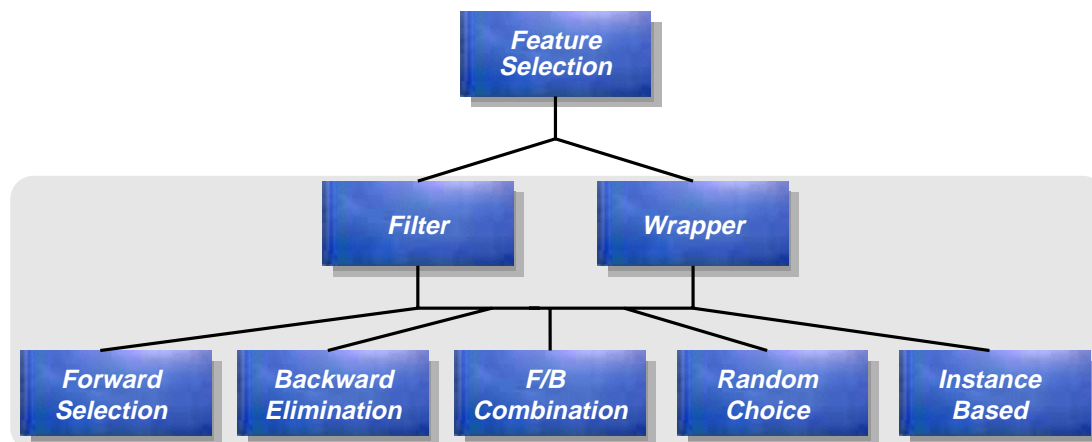 Feature
Selection
Filter
Wrapper
Forward
Selection
Backward
Elimination
F/B
Combination
Random
Choice
Instance
Based